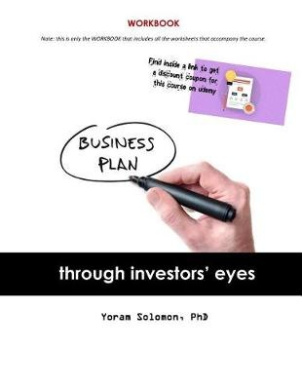 WORKBOOK
Note: this is only the WORKBOOK that includes all the worksheets that accompany the course.
Find inside a link to get
a discount coupon for
this course on udemy
BUSINESS
PLAN
through investors' eyes
Yoram Solomon, PhD